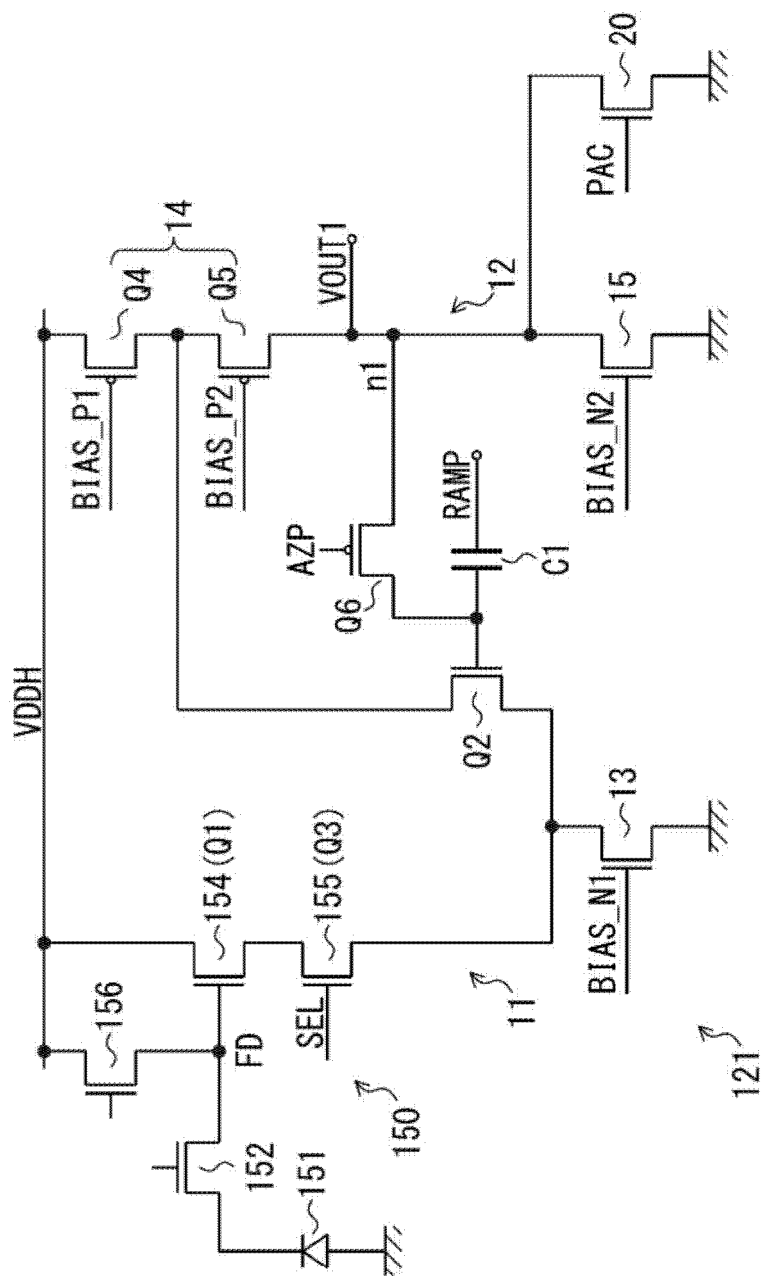 VDDH
156
154(Q1)
FD
152
151
155(Q3)
SEL
150
11
BIAS_N1
13
121
BIAS_P1
Q4
14
BIAS_P2
Q5
VOUT1
n1
AZP
Q6
RAMP
C1
Q2
12
BIAS_N2
15
PAC
20